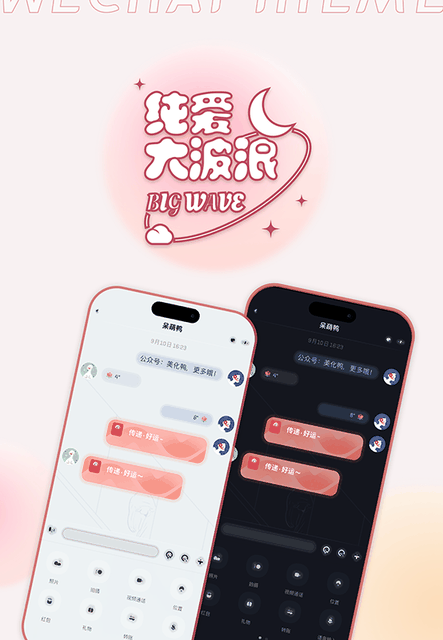 WECHAT THEME
纯爱
大波浪
BIG WAVE
呆萌鸭
9月10日 16:23
公众号：美化鸭，更多哦！
传递·好运~
传递·好运~
照片
拍摄
视频通话
位置
红包
礼物
转账
呆萌鸭
9月10日 16:23
公众号：美化鸭，更多哦！
传递·好运~
传递·好运~
照片
拍摄
视频通话
位置
红包
礼物
转账